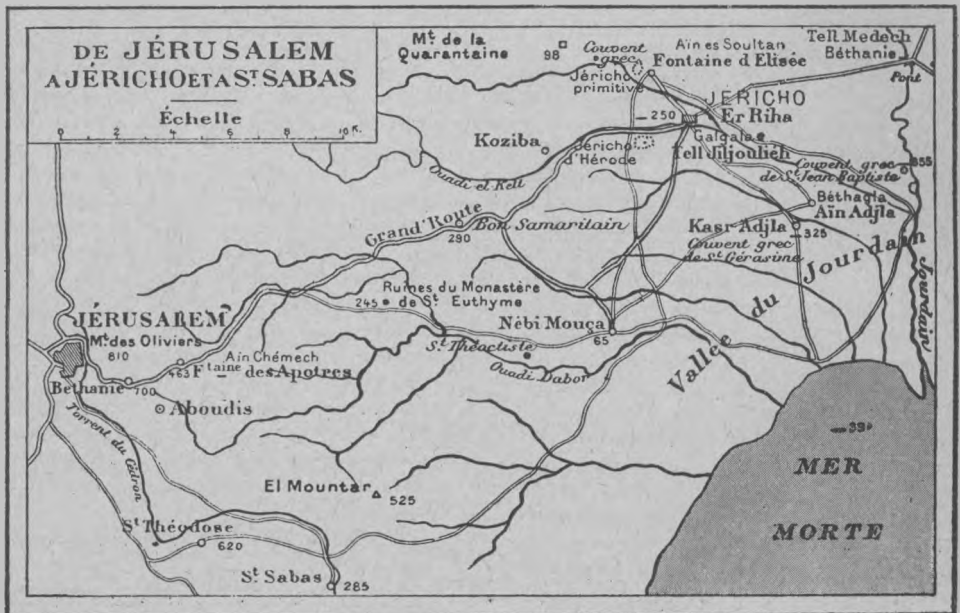 DE JÉRUSALEM
A JÉRICHO ET A St. SABAS
Échelle
0 2 4 6 8 10 K.
Mt. de la
Quarantaine
98
Couvent
grec
Jéricho
primitive
Aïn es Soultan
Fontaine d'Elisée
Tell Medech
Béthanie
Pont
JERICHO
Er Riha
—250
Galgala
Tell Jiljoulieh
Jéricho
d'Hérode
Koziba
Ouadi el Kelt
Couvent grec
de St. Jean Baptiste
Béthagla
Aïn Adjla
Kasr Adjla
—325
Couvent grec
de St. Gérasime
Grand'Route
290
Bon Samaritain
Ruines du Monastère
de St. Euthyme
245
JÉRUSALEM
Mt. des Oliviers
810
Aïn Chémech
463 Ftaine des Apotres
Béthanie
700
Aboudis
Torrent du Cédron
Nébi Mouça
65
St. Théoctiste
Ouadi Dabor
Vallée du Jourdain
Jourdain
El Mountar
525
MER
MORTE
St. Théodose
620
St. Sabas
285